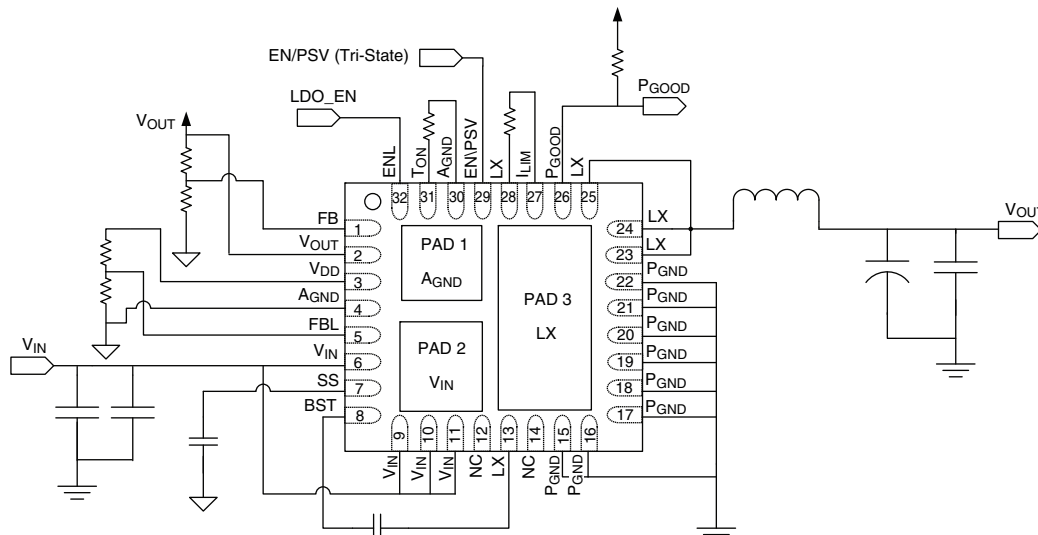 EN/PSV (Tri-State)
PGOOD
LDO_EN
VOUT
ENL
TON
AGND
EN\PSV
LX
ILIM
PGOOD
LX
32
31
30
29
28
27
26
25
FB
1
VOUT
2
VDD
3
AGND
4
FBL
5
VIN
VIN
6
SS
7
BST
8
PAD 1
AGND
PAD 2
VIN
PAD 3
LX
24
LX
23
LX
22
PGND
21
PGND
20
PGND
19
PGND
18
PGND
17
PGND
VOUT
9
10
11
12
13
14
15
16
VIN
VIN
VIN
NC
LX
NC
PGND
PGND